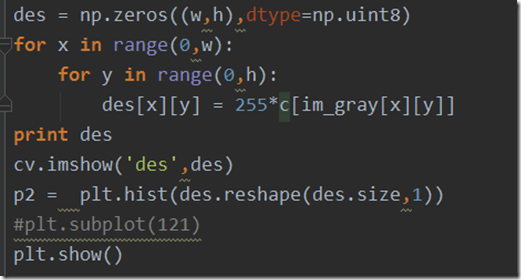 des = np.zeros((w,h),dtype=np.uint8)
for x in range(0,w):
    for y in range(0,h):
        des[x][y] = 255*c[im_gray[x][y]]
print des
cv.imshow('des',des)
p2 =  plt.hist(des.reshape(des.size,1))
#plt.subplot(121)
plt.show()